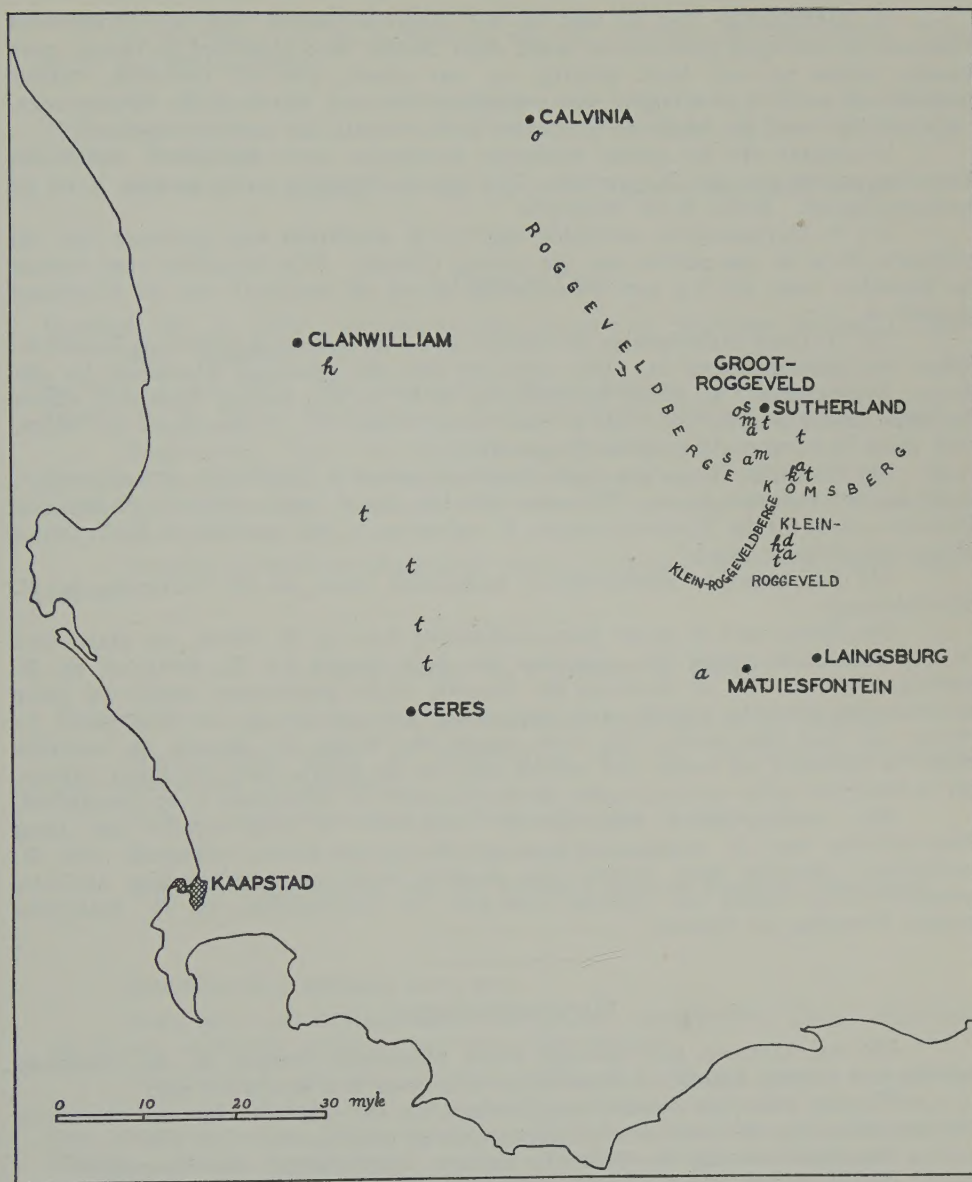 CALVINIA
o
ROGGEVELDBERGE
CLANWILLIAM
h
GROOT-
ROGGEVELD
SUTHERLAND
o s
m t
a
t
s a m
a
h t
KOMSBERG
t
KLEIN-ROGGEVELDBERGE
KLEIN-
h d
t a
ROGGEVELD
t
t
t
LAINGSBURG
a
MATJIESFONTEIN
CERES
KAAPSTAD
0 10 20 30 myle